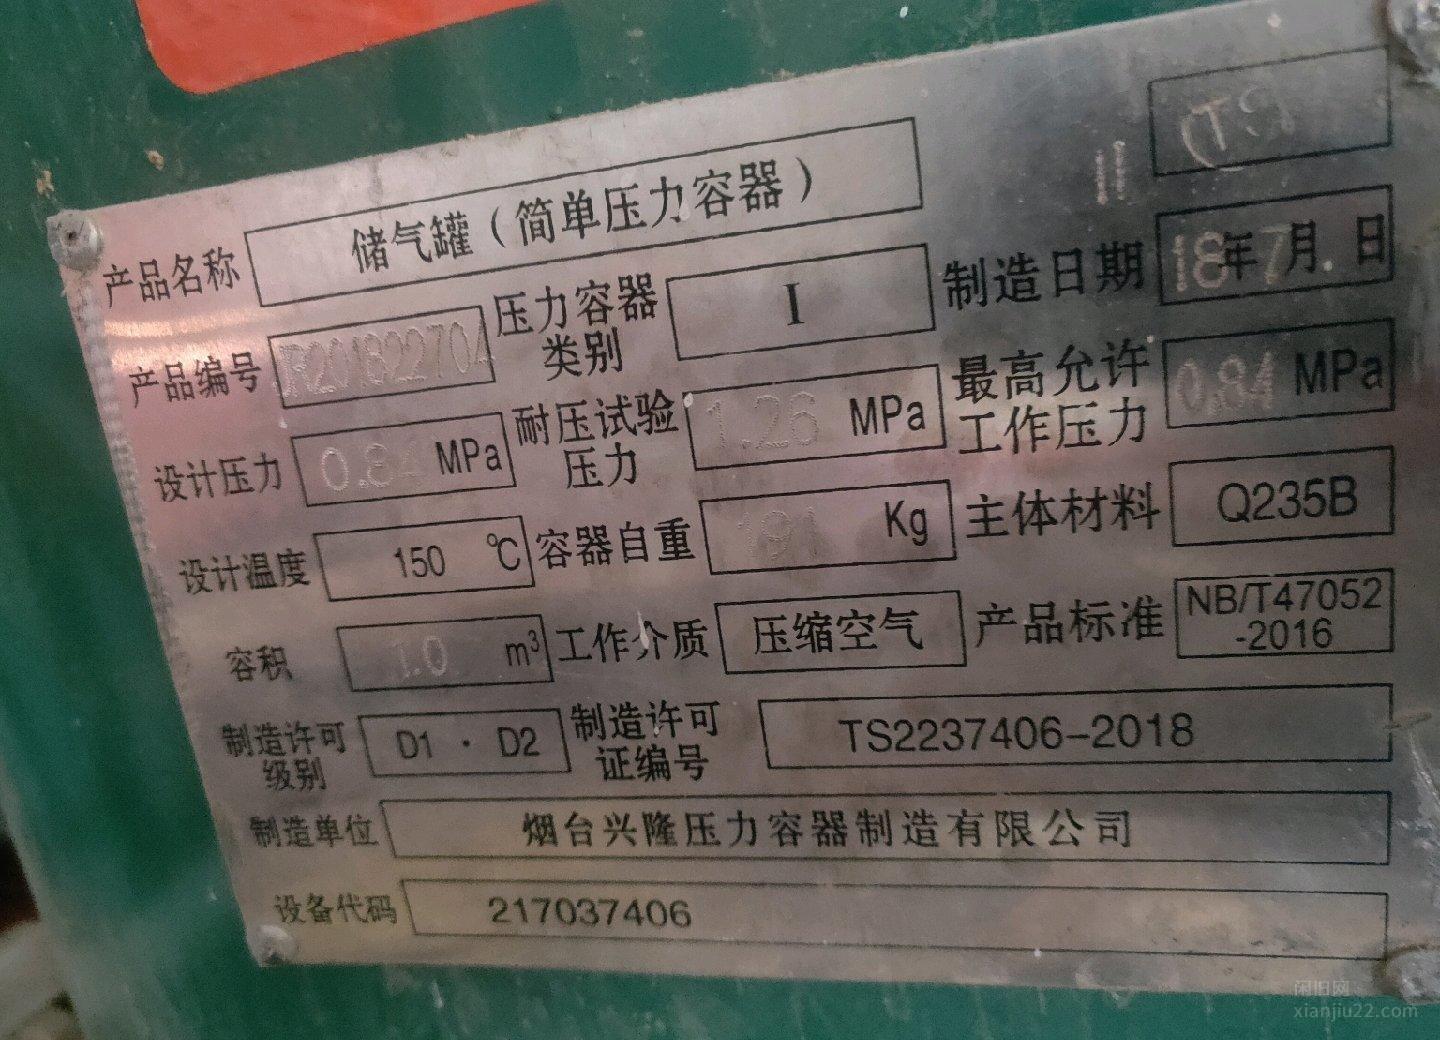 产品名称 储气罐（简单压力容器）
产品编号 JR20182270A 压力容器类别 I 制造日期 18年7月 日
设计压力 0.84 MPa 耐压试验压力 1.26 MPa 最高允许工作压力 0.84 MPa
设计温度 150 ℃ 容器自重 191 Kg 主体材料 Q235B
容积 1.0 m³ 工作介质 压缩空气 产品标准 NB/T47052-2016
制造许可级别 D1 · D2 制造许可证编号 TS2237406-2018
制造单位 烟台兴隆压力容器制造有限公司
设备代码 217037406
闲旧网
xianjiu22.com